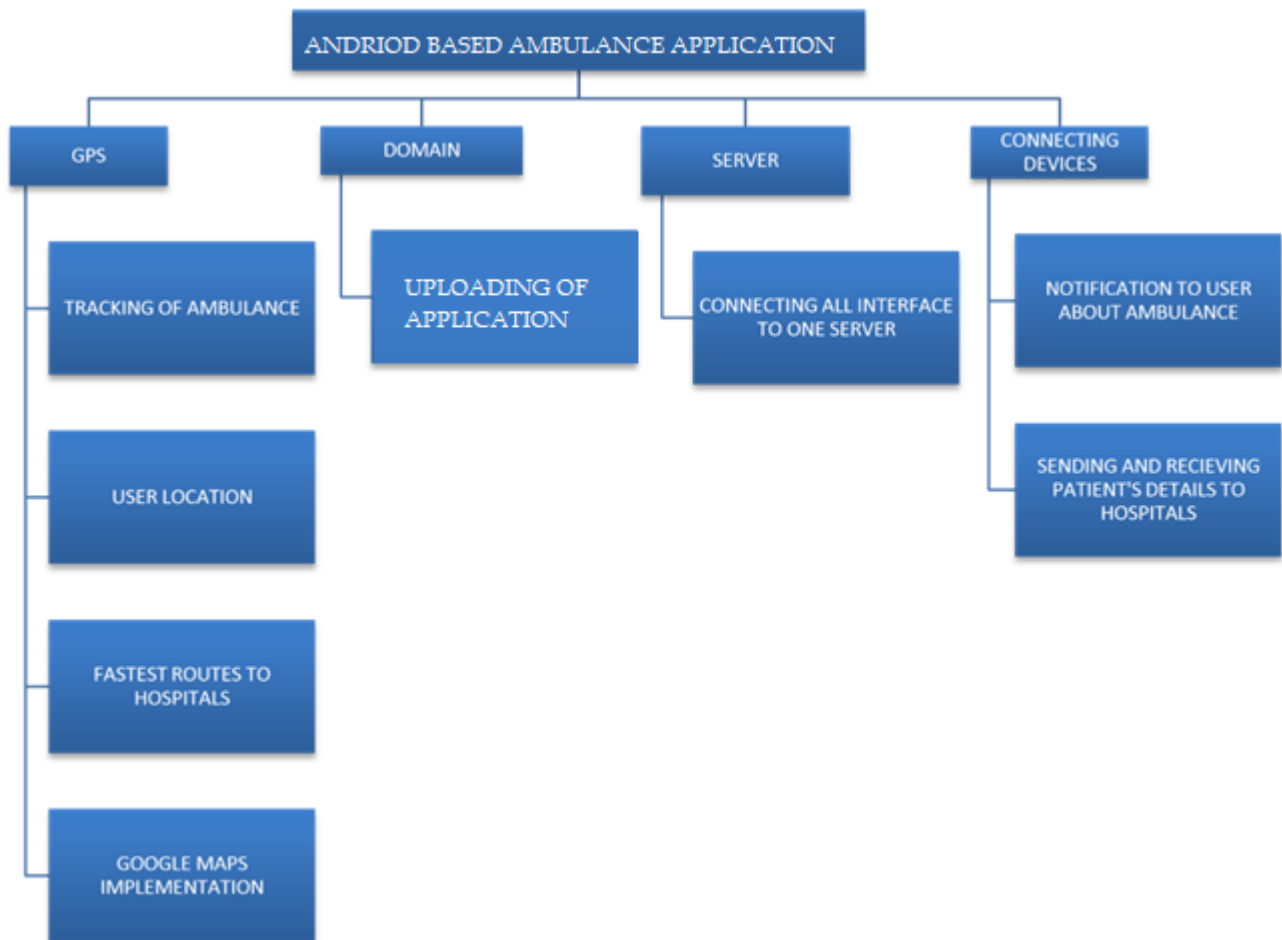 ANDRIOD BASED AMBULANCE APPLICATION
GPS
DOMAIN
SERVER
CONNECTING
DEVICES
TRACKING OF AMBULANCE
UPLOADING OF
APPLICATION
CONNECTING ALL INTERFACE
TO ONE SERVER
NOTIFICATION TO USER
ABOUT AMBULANCE
USER LOCATION
SENDING AND RECIEVING
PATIENT'S DETAILS TO
HOSPITALS
FASTEST ROUTES TO
HOSPITALS
GOOGLE MAPS
IMPLEMENTATION